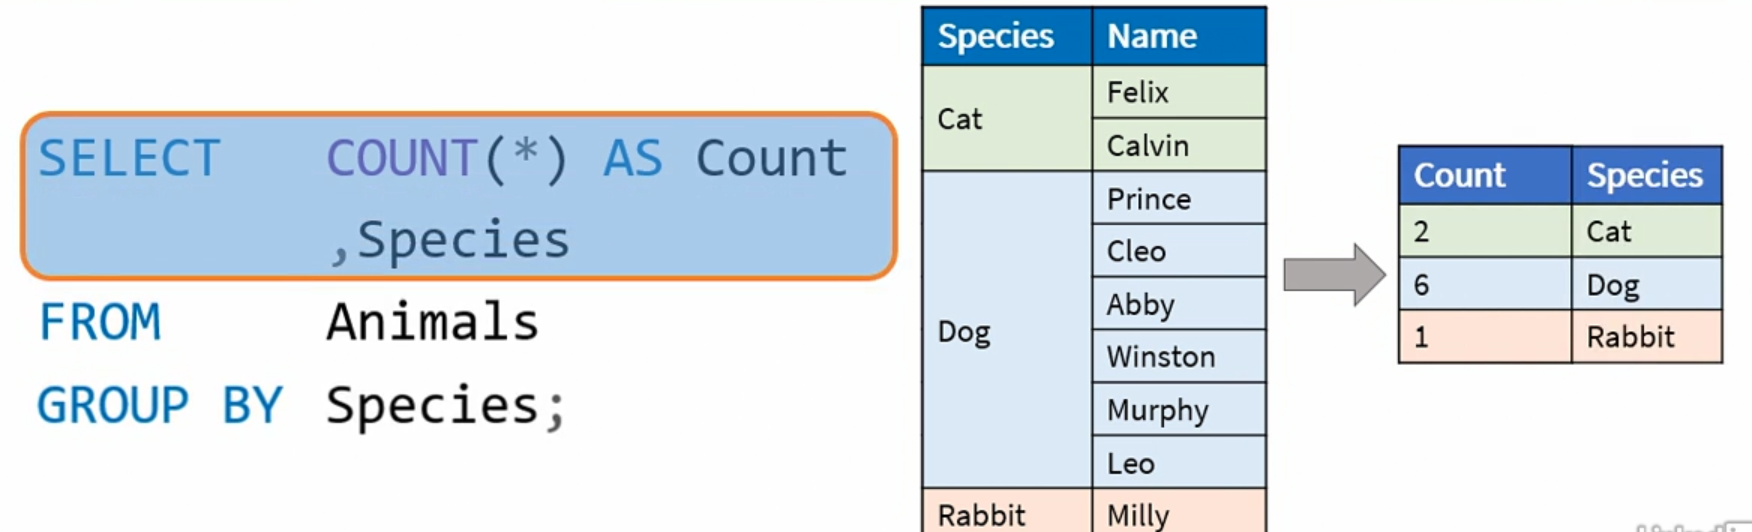 SELECT COUNT(*) AS Count
,Species
FROM Animals
GROUP BY Species;
Species Name
Cat Felix
Calvin
Dog Prince
Cleo
Abby
Winston
Murphy
Leo
Rabbit Milly
Count Species
2 Cat
6 Dog
1 Rabbit